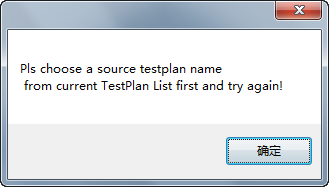 Pls choose a source testplan name
from current TestPlan List first and try again!
确定